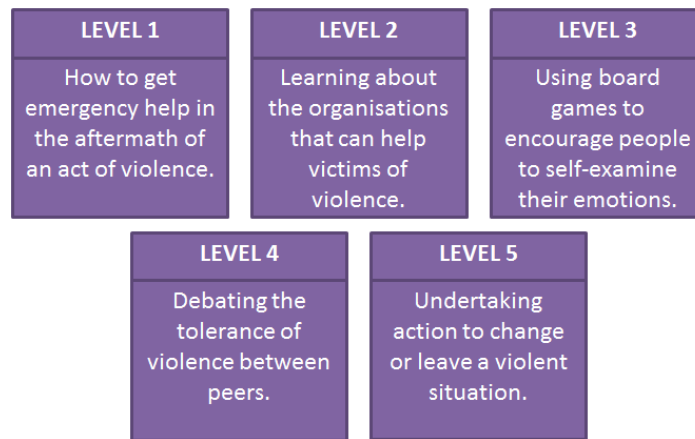 LEVEL 1
How to get
emergency help in
the aftermath of
an act of violence.
LEVEL 2
Learning about
the organisations
that can help
victims of
violence.
LEVEL 3
Using board
games to
encourage people
to self-examine
their emotions.
LEVEL 4
Debating the
tolerance of
violence between
peers.
LEVEL 5
Undertaking
action to change
or leave a violent
situation.